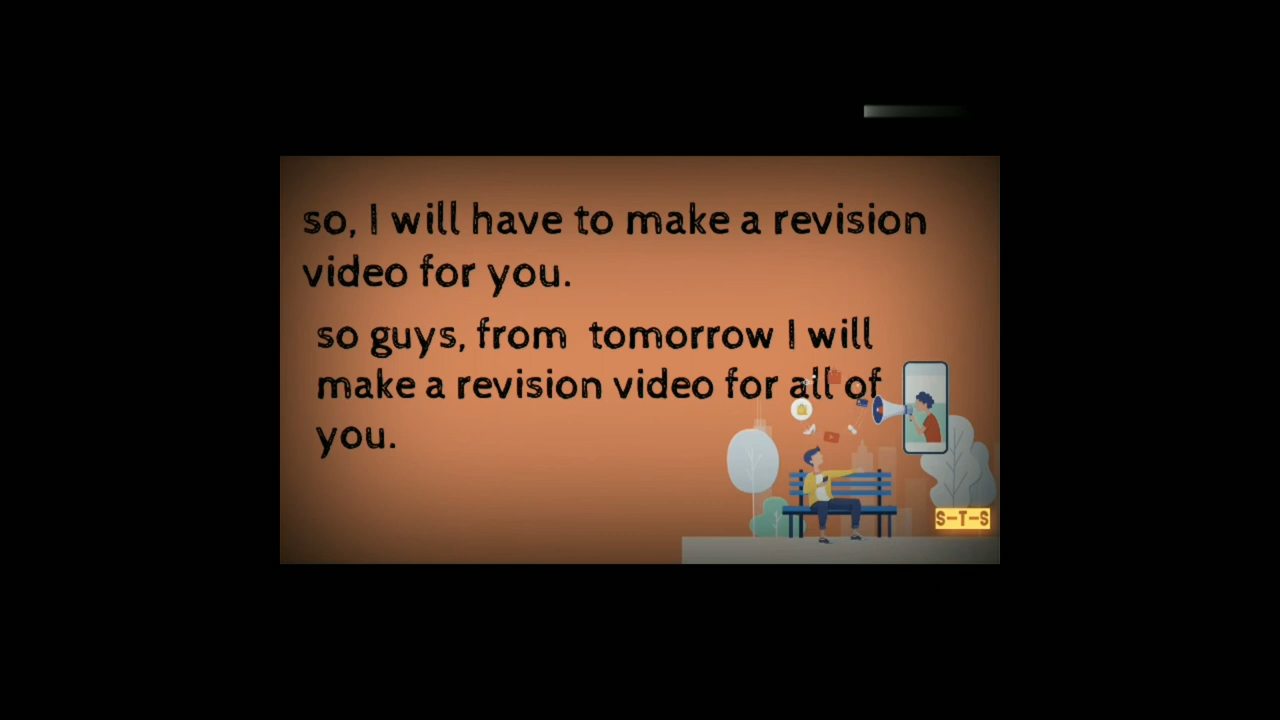 so, I will have to make a revision
video for you.
so guys, from tomorrow I will
make a revision video for all of
you.
S-T-S